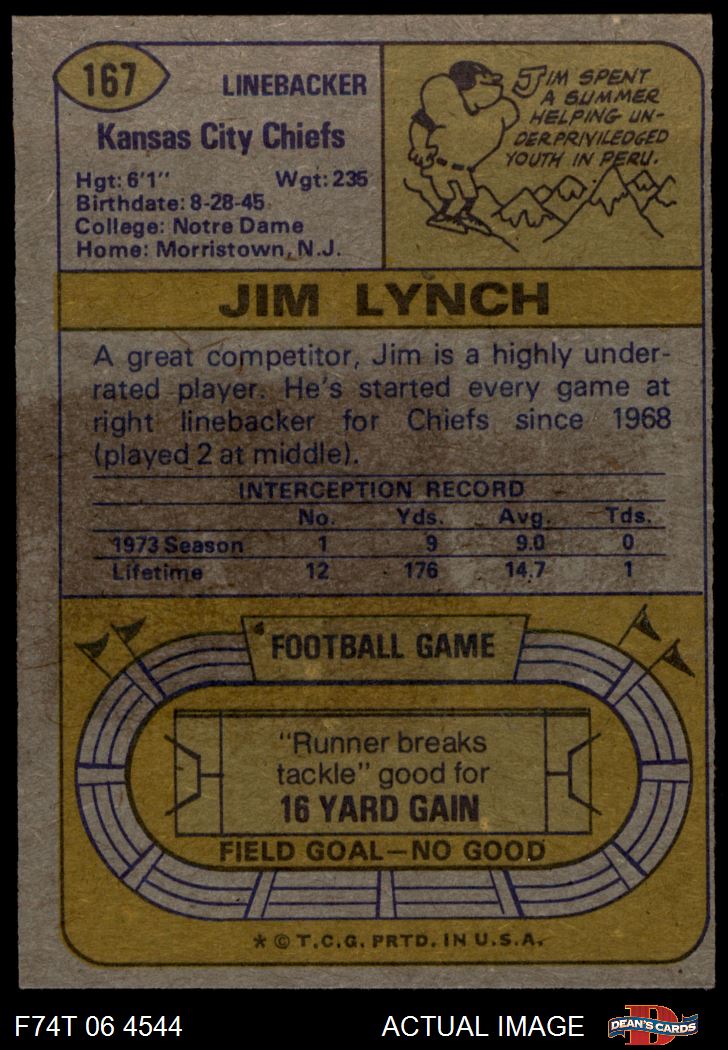 167
LINEBACKER
Kansas City Chiefs
Hgt: 6'1" Wgt: 235
Birthdate: 8-28-45
College: Notre Dame
Home: Morristown, N.J.
JIM SPENT
A SUMMER
HELPING UN-
DERPRIVILEDGED
YOUTH IN PERU.
JIM LYNCH
A great competitor, Jim is a highly under-
rated player. He's started every game at
right linebacker for Chiefs since 1968
(played 2 at middle).
INTERCEPTION RECORD
No. Yds. Avg. Tds.
1973 Season 1 9 9.0 0
Lifetime 12 176 14.7 1
FOOTBALL GAME
"Runner breaks
tackle" good for
16 YARD GAIN
FIELD GOAL—NO GOOD
* © T.C.G. PRTD. IN U.S.A.
F74T 06 4544 ACTUAL IMAGE
DEAN'S CARDS